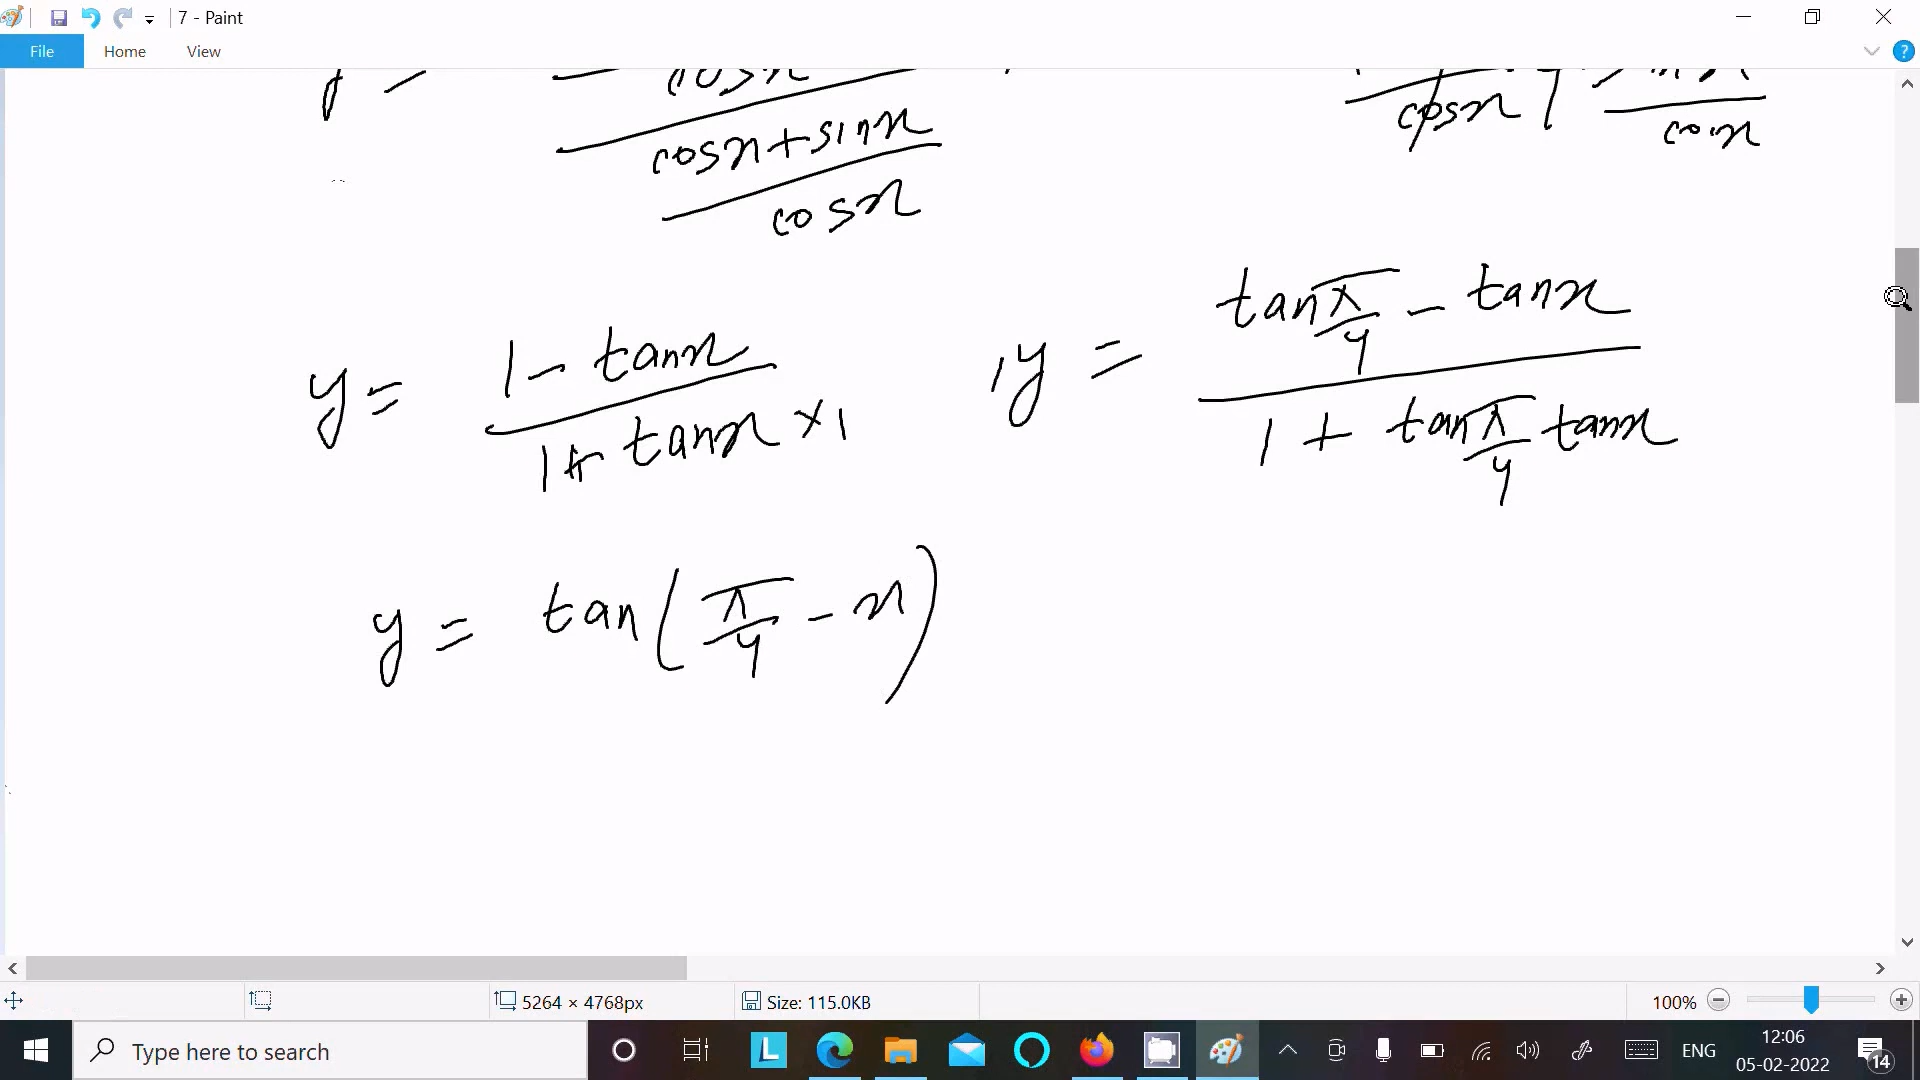 7 - Paint
File Home View
y = cosx
cosx+sinx cosx cosx
cosx
y = 1 - tanx / 1 + tanx ×1 , y = tan π/4 - tanx / 1 + tan π/4 tanx
y = tan(π/4 - x)
5264 × 4768px Size: 115.0KB 100%
Type here to search L ENG 12:06
05-02-2022 14